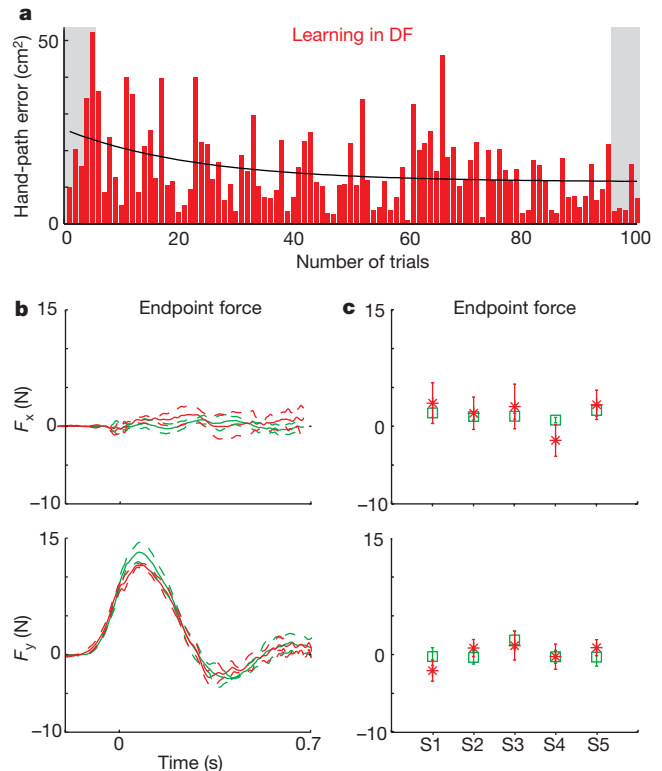 a
Learning in DF
Hand-path error (cm²)
50
0
0 20 40 60 80 100
Number of trials
b Endpoint force
F_x (N)
15
0
−10
F_y (N)
15
0
−10
0 0.7
Time (s)
c Endpoint force
15
0
−10
15
0
−10
S1 S2 S3 S4 S5